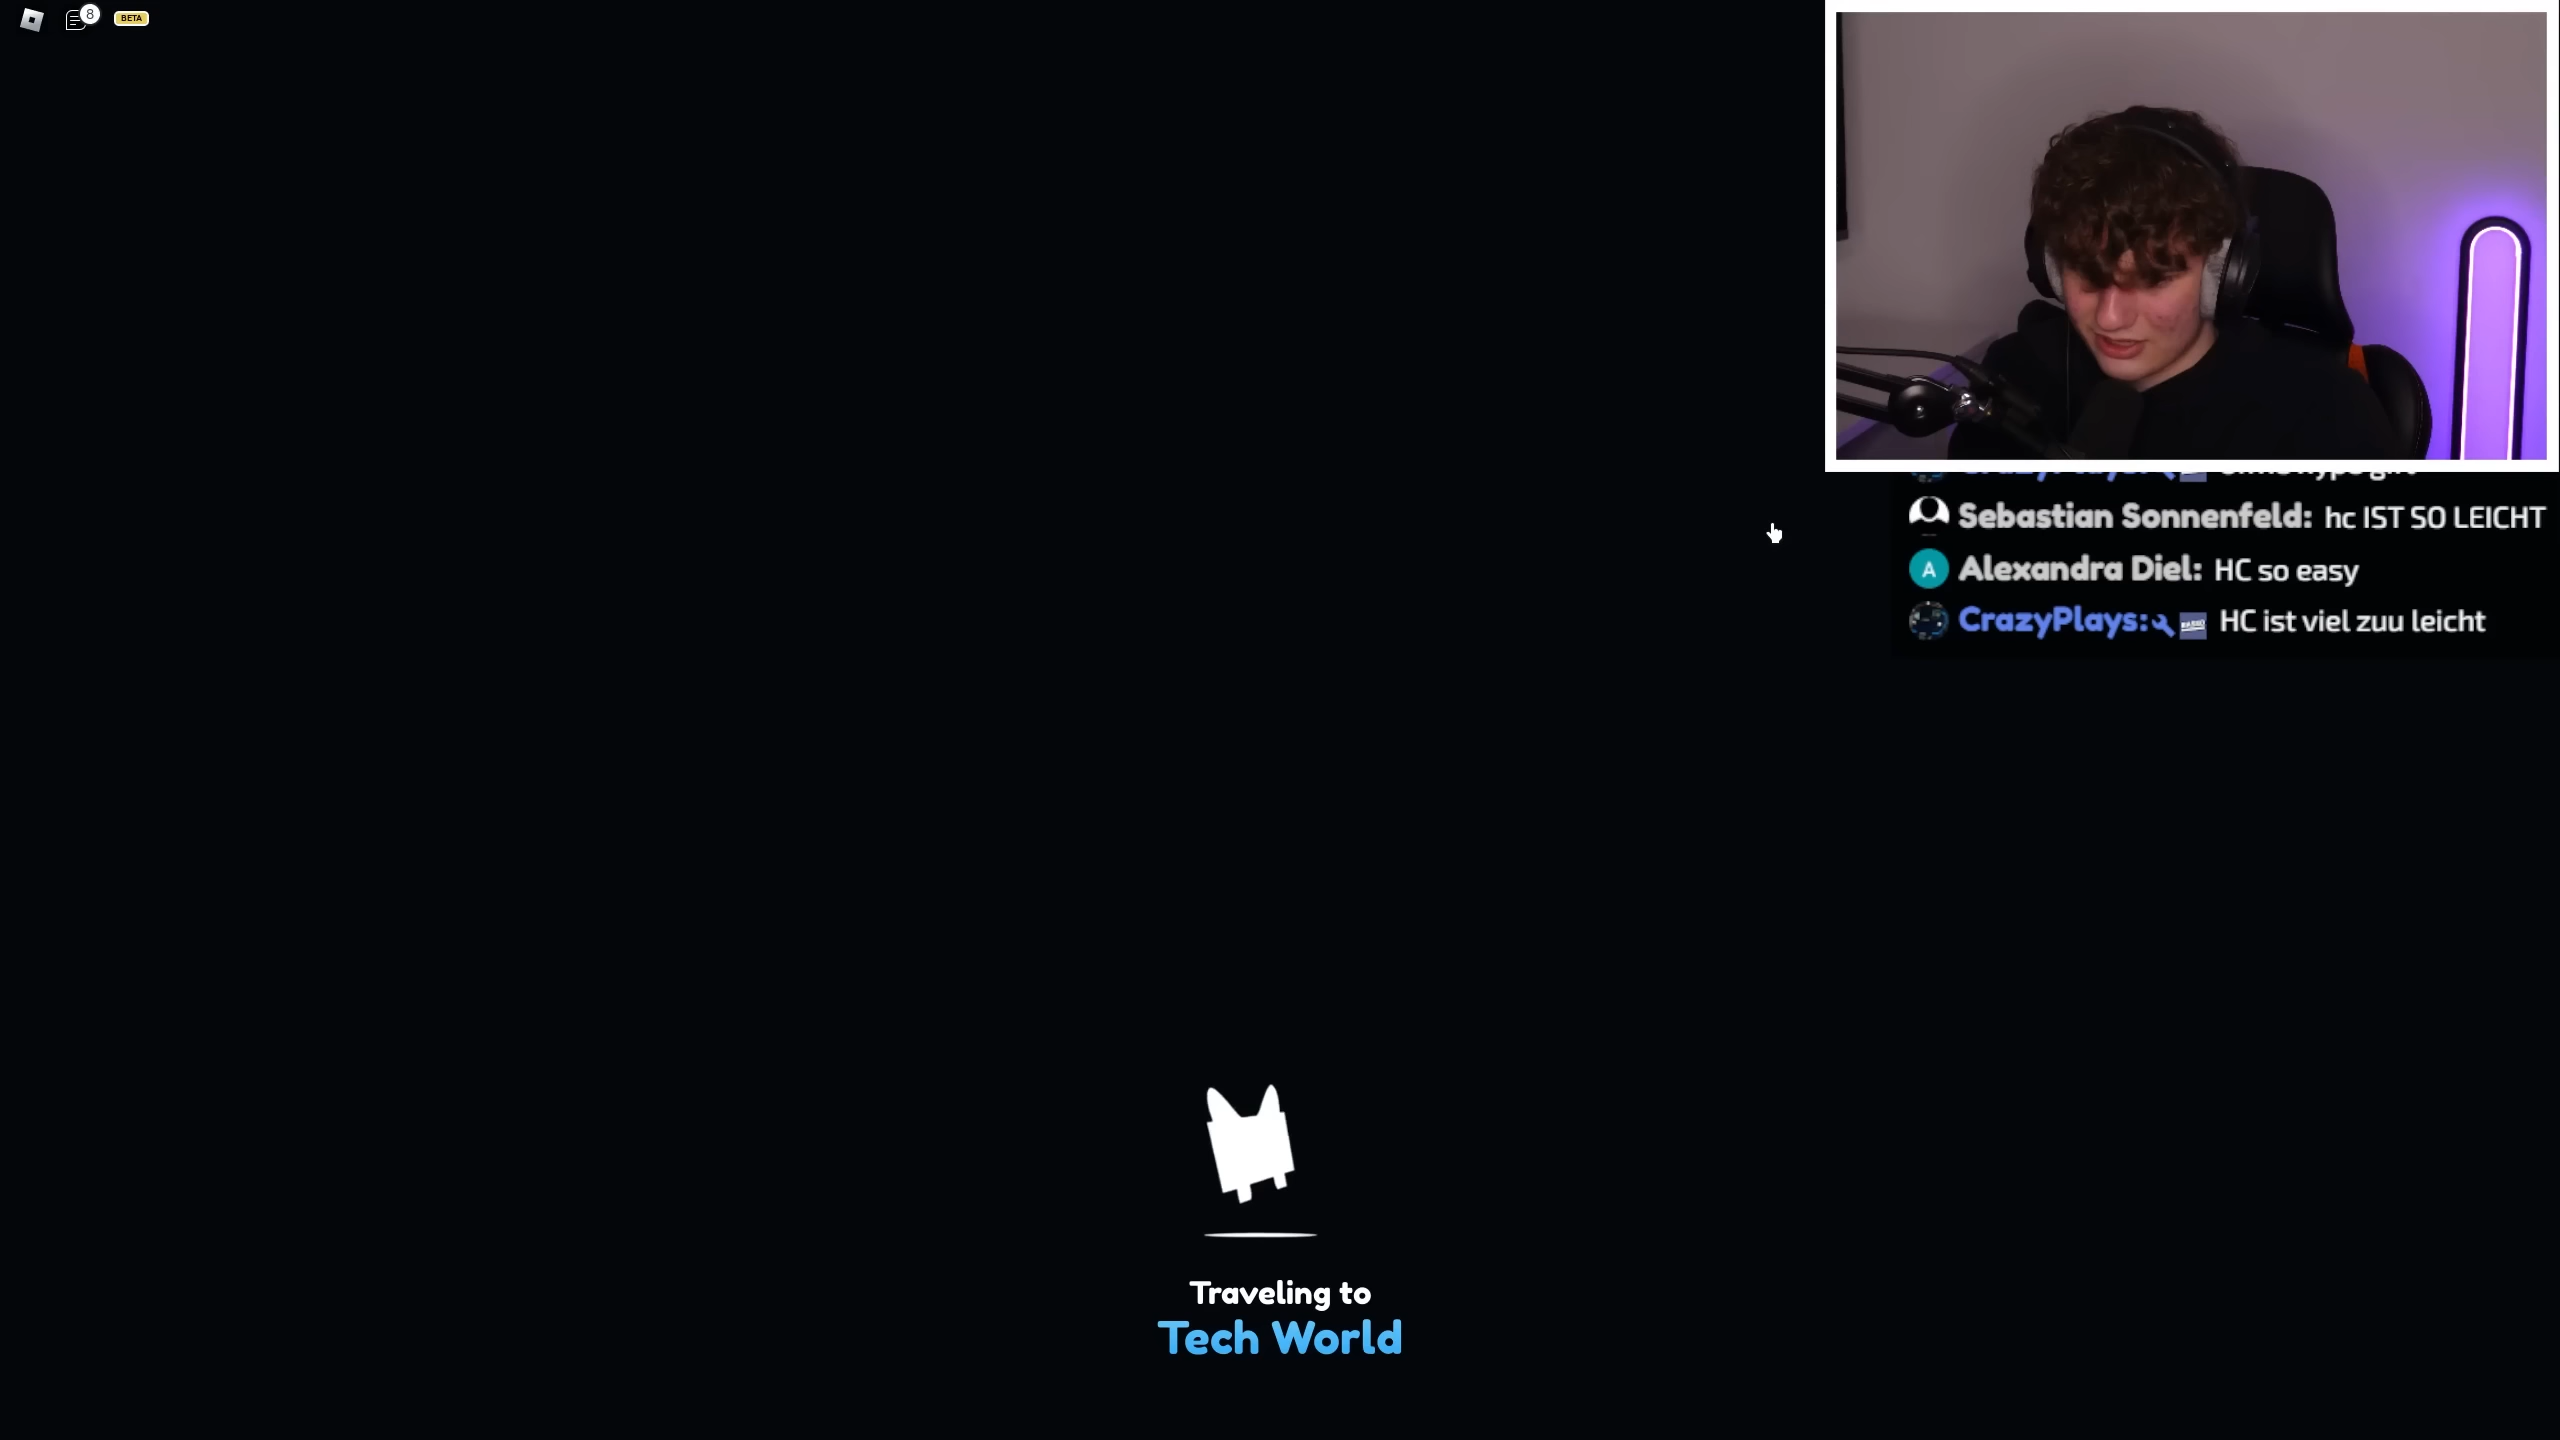 8
BETA
Sebastian Sonnenfeld: hc IST SO LEICHT
A Alexandra Diel: HC so easy
CrazyPlays: HC ist viel zuu leicht
Traveling to
Tech World